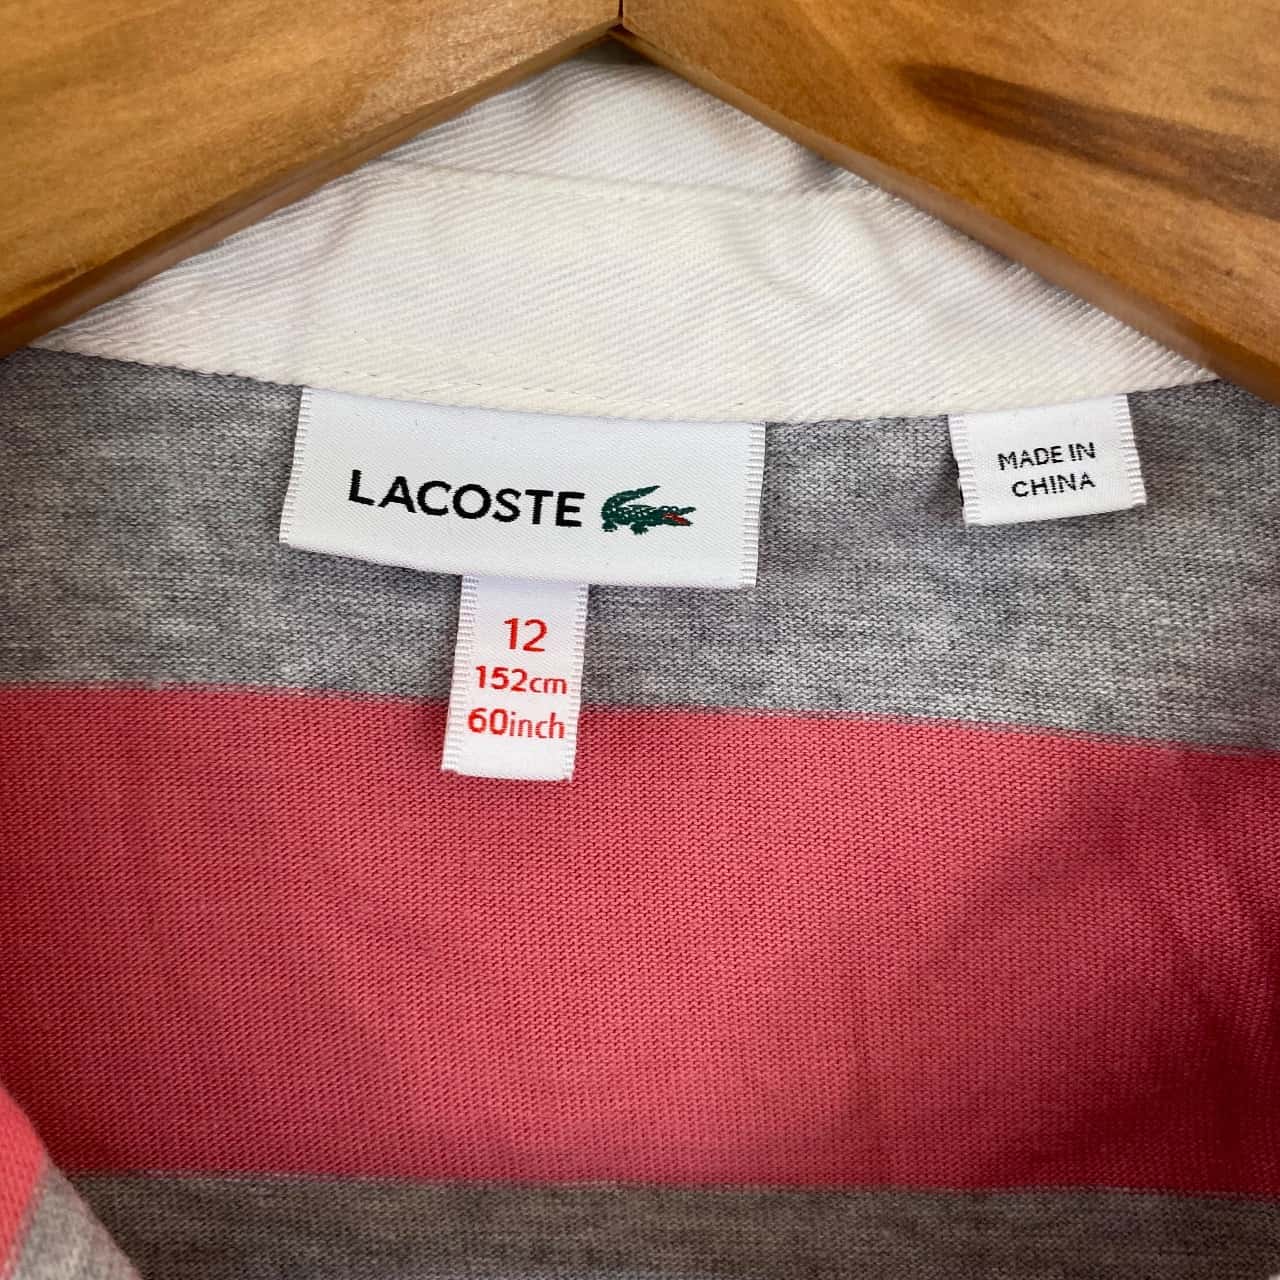 LACOSTE
12
152cm
60inch
MADE IN
CHINA